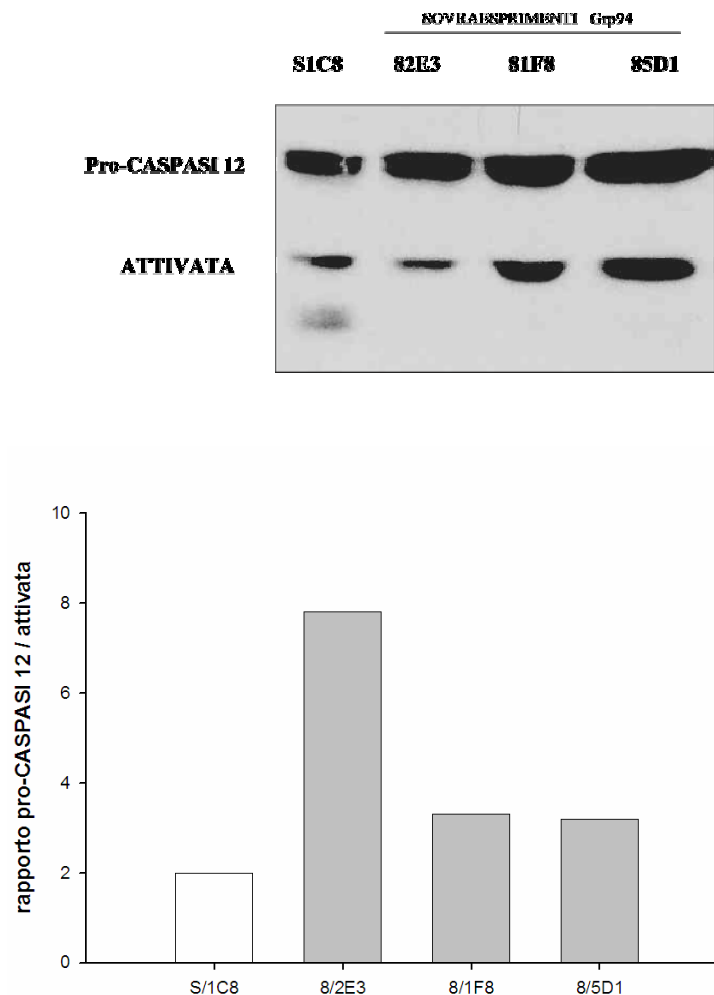 SOVRAESPRIMENTI Grp94
S1C8 82E3 81F8 85D1
Pro-CASPASI 12
ATTIVATA
10
8
6
4
2
0
rapporto pro-CASPASI 12 / attivata
S/1C8 8/2E3 8/1F8 8/5D1